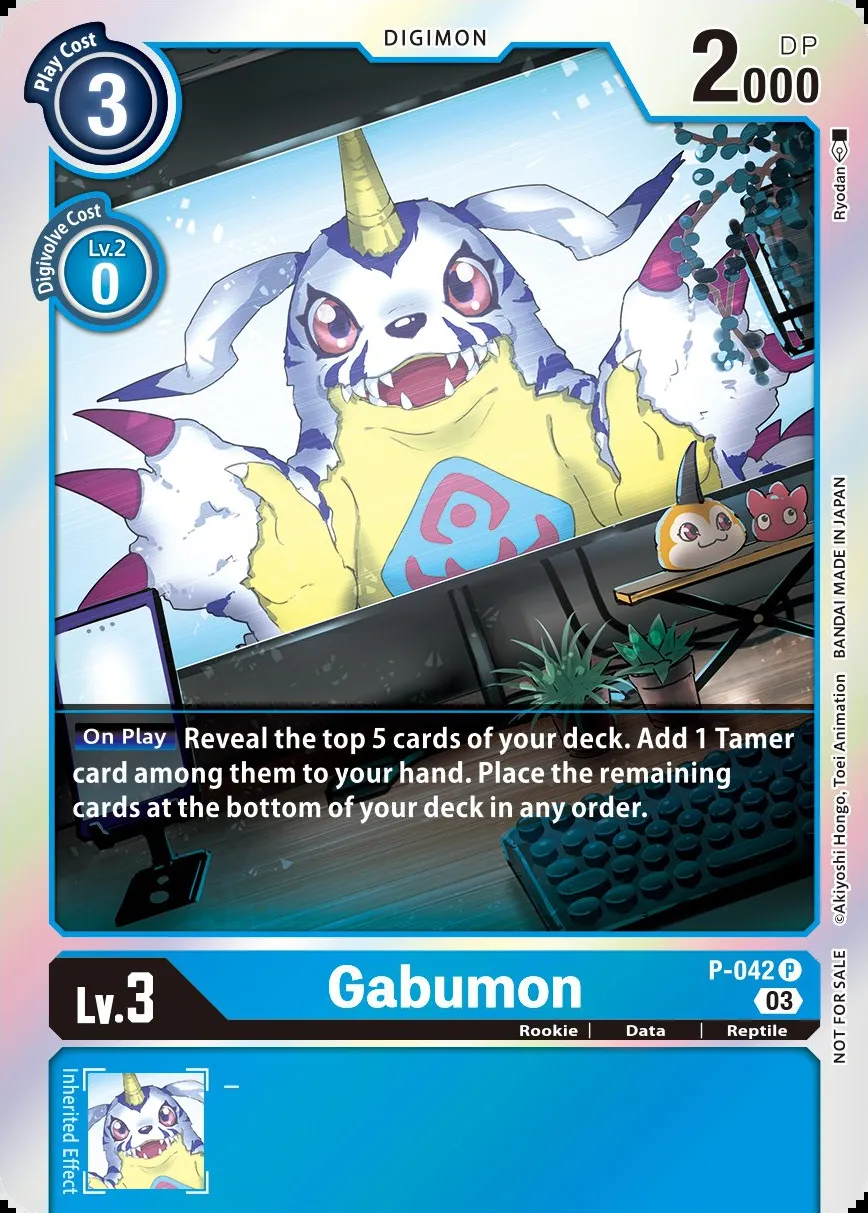 DIGIMON
Play Cost
3
DP
2000
Digivolve Cost
Lv.2
0
Ryodan
On Play Reveal the top 5 cards of your deck. Add 1 Tamer
card among them to your hand. Place the remaining
cards at the bottom of your deck in any order.
©Akiyoshi Hongo, Toei Animation BANDAI MADE IN JAPAN
Lv.3
Gabumon
P-042 P
03
Rookie | Data | Reptile
NOT FOR SALE
Inherited Effect
–